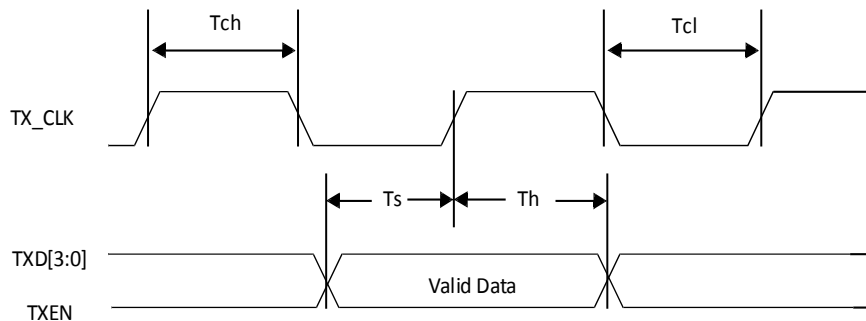 Tch
Tcl
TX_CLK
Ts
Th
TXD[3:0]
Valid Data
TXEN